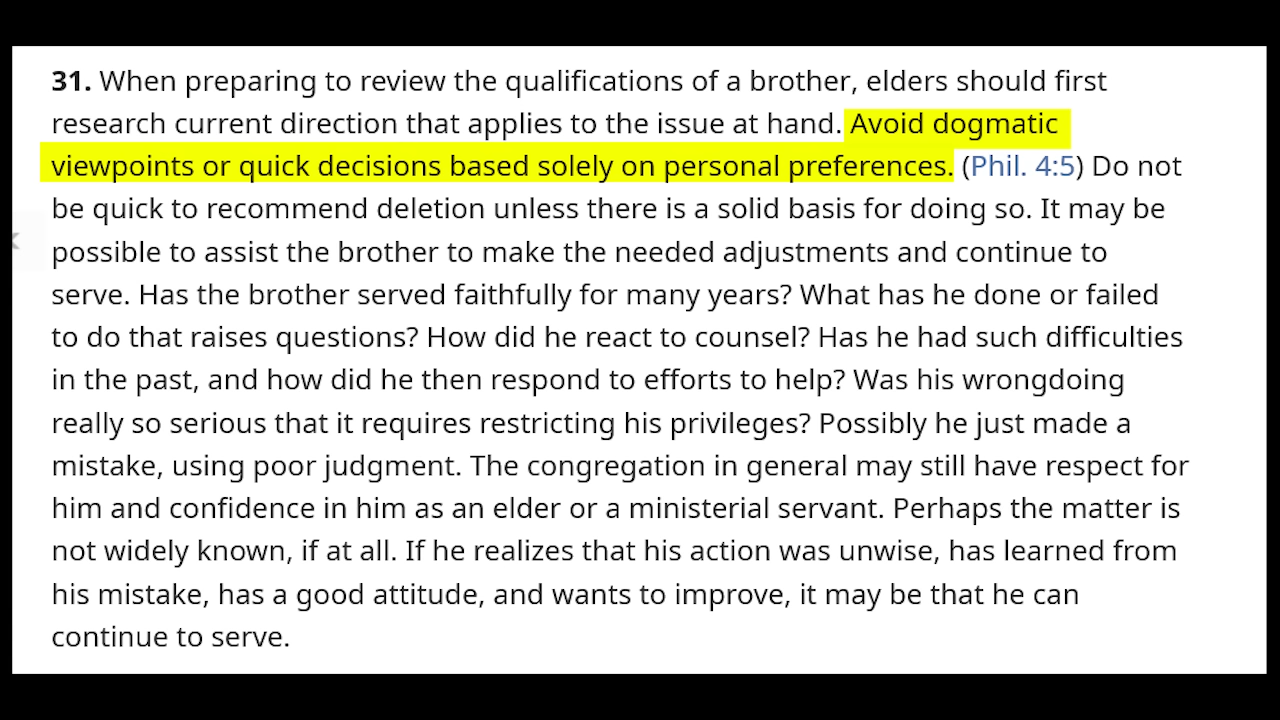 31. When preparing to review the qualifications of a brother, elders should first
research current direction that applies to the issue at hand. Avoid dogmatic
viewpoints or quick decisions based solely on personal preferences. (Phil. 4:5) Do not
be quick to recommend deletion unless there is a solid basis for doing so. It may be
possible to assist the brother to make the needed adjustments and continue to
serve. Has the brother served faithfully for many years? What has he done or failed
to do that raises questions? How did he react to counsel? Has he had such difficulties
in the past, and how did he then respond to efforts to help? Was his wrongdoing
really so serious that it requires restricting his privileges? Possibly he just made a
mistake, using poor judgment. The congregation in general may still have respect for
him and confidence in him as an elder or a ministerial servant. Perhaps the matter is
not widely known, if at all. If he realizes that his action was unwise, has learned from
his mistake, has a good attitude, and wants to improve, it may be that he can
continue to serve.